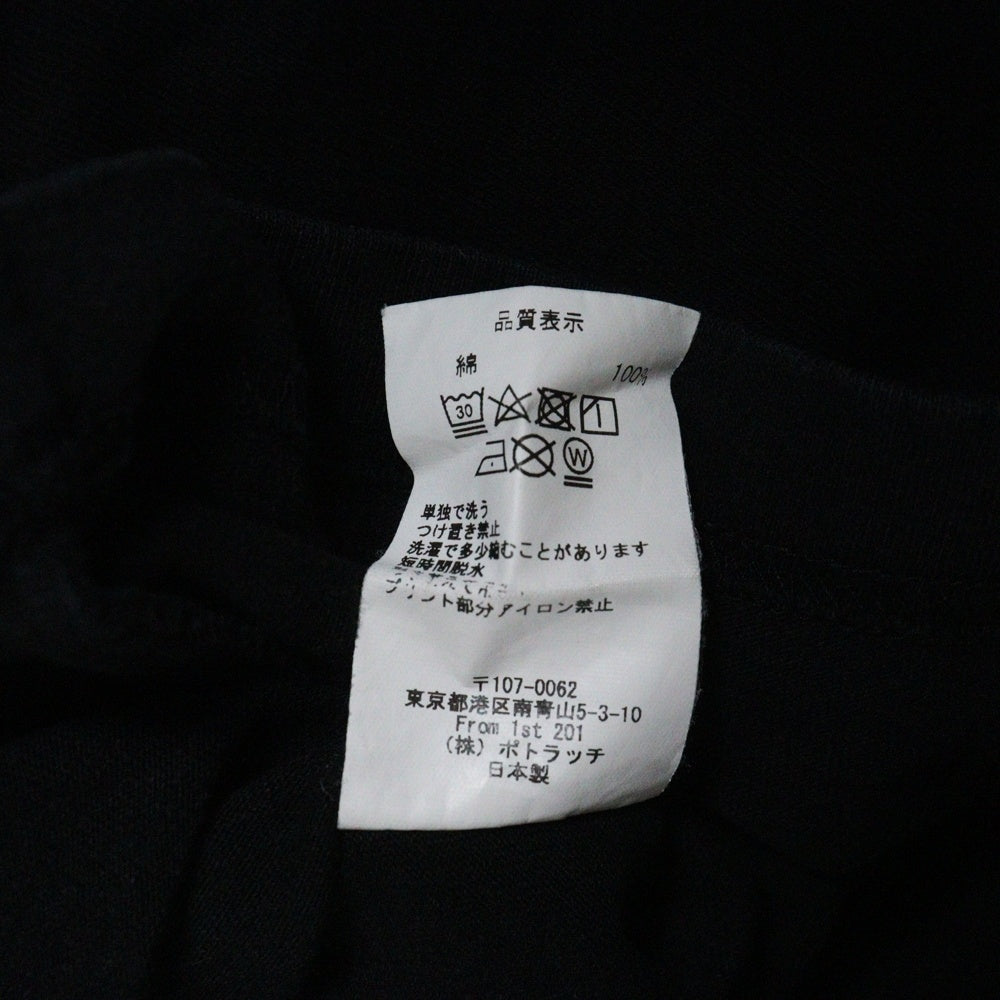 品質表示
綿 100%
30
W
単独で洗う
つけ置き禁止
洗濯で多少縮むことがあります
短時間脱水
プリント部分アイロン禁止
〒107-0062
東京都港区南青山5-3-10
From 1st 201
(株) ポトラッチ
日本製